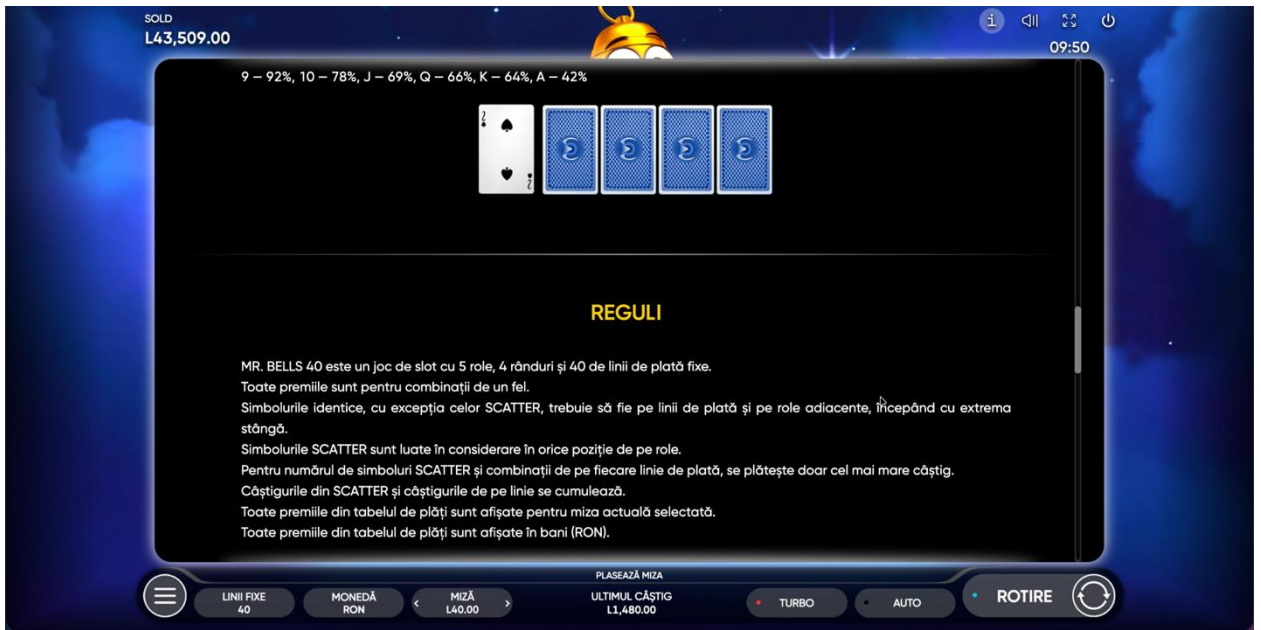 SOLD
L43,509.00
09:50
9 – 92%, 10 – 78%, J – 69%, Q – 66%, K – 64%, A – 42%
2
2
REGULI
MR. BELLS 40 este un joc de slot cu 5 role, 4 rânduri și 40 de linii de plată fixe.
Toate premiile sunt pentru combinații de un fel.
Simbolurile identice, cu excepția celor SCATTER, trebuie să fie pe linii de plată și pe role adiacente, începând cu extrema
stângă.
Simbolurile SCATTER sunt luate în considerare în orice poziție de pe role.
Pentru numărul de simboluri SCATTER și combinații de pe fiecare linie de plată, se plătește doar cel mai mare câștig.
Câștigurile din SCATTER și câștigurile de pe linie se cumulează.
Toate premiile din tabelul de plăți sunt afișate pentru miza actuală selectată.
Toate premiile din tabelul de plăți sunt afișate în bani (RON).
PLASEAZĂ MIZA
LINII FIXE
40
MONEDĂ
RON
MIZĂ
L40.00
ULTIMUL CÂȘTIG
L1,480.00
TURBO
AUTO
ROTIRE